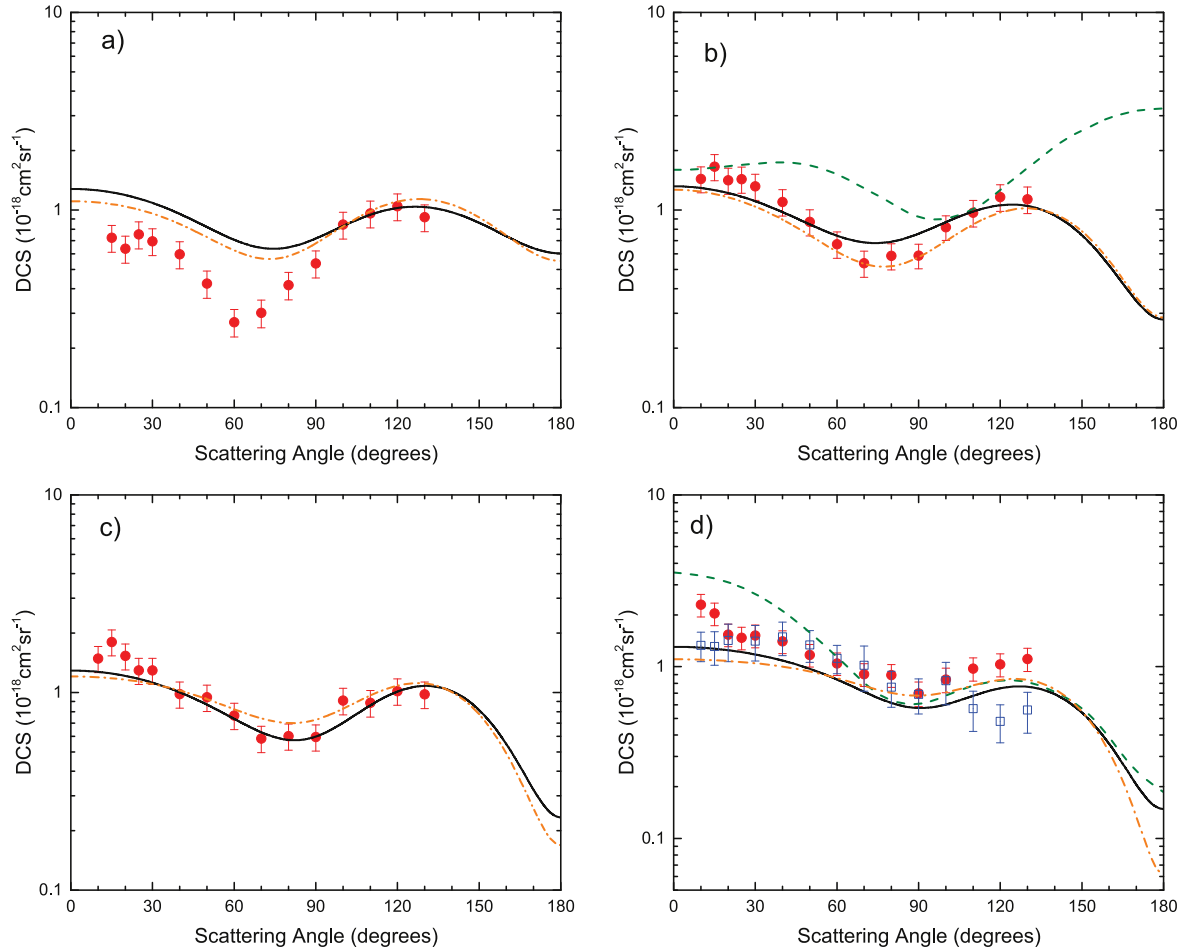 a)
10
1
0.1
DCS (10⁻¹⁸cm²sr⁻¹)
0 30 60 90 120 150 180
Scattering Angle (degrees)
b)
10
1
0.1
DCS (10⁻¹⁸cm²sr⁻¹)
0 30 60 90 120 150 180
Scattering Angle (degrees)
c)
10
1
0.1
DCS (10⁻¹⁸cm²sr⁻¹)
0 30 60 90 120 150 180
Scattering Angle (degrees)
d)
10
1
0.1
DCS (10⁻¹⁸cm²sr⁻¹)
0 30 60 90 120 150 180
Scattering Angle (degrees)